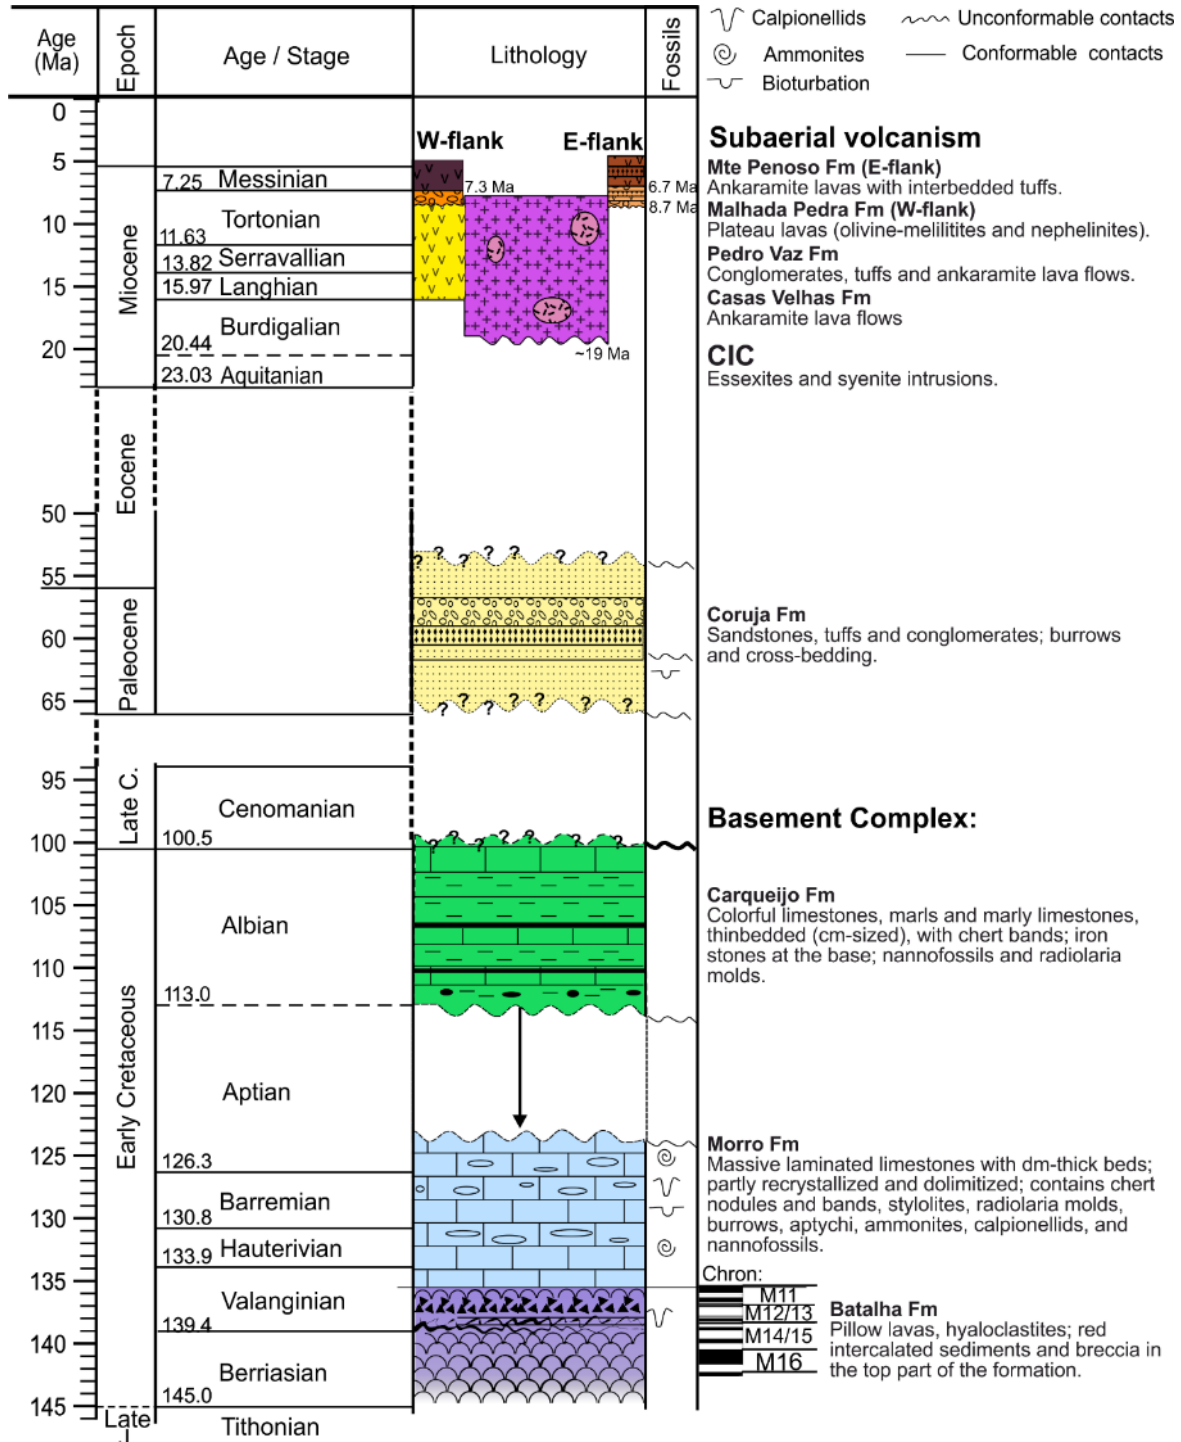 Age
(Ma)
Epoch
Age / Stage
Lithology
Fossils
Calpionellids
Ammonites
Bioturbation
Unconformable contacts
Conformable contacts
0
5
10
15
20
50
55
60
65
95
100
105
110
115
120
125
130
135
140
145
Miocene
Eocene
Paleocene
Late C.
Early Cretaceous
Late
J
7.25 Messinian
Tortonian
11.63
13.82 Serravallian
15.97 Langhian
Burdigalian
20.44
23.03 Aquitanian
Cenomanian
100.5
Albian
113.0
Aptian
126.3
Barremian
130.8
Hauterivian
133.9
Valanginian
139.4
Berriasian
145.0
Tithonian
W-flank
E-flank
7.3 Ma
6.7 Ma
8.7 Ma
~19 Ma
? ? ? ? ? ? ?
? ? ? ? ? ? ?
? ? ? ? ? ?
Subaerial volcanism
Mte Penoso Fm (E-flank)
Ankaramite lavas with interbedded tuffs.
Malhada Pedra Fm (W-flank)
Plateau lavas (olivine-melilitites and nephelinites).
Pedro Vaz Fm
Conglomerates, tuffs and ankaramite lava flows.
Casas Velhas Fm
Ankaramite lava flows
CIC
Essexites and syenite intrusions.
Coruja Fm
Sandstones, tuffs and conglomerates; burrows
and cross-bedding.
Basement Complex:
Carqueijo Fm
Colorful limestones, marls and marly limestones,
thinbedded (cm-sized), with chert bands; iron
stones at the base; nannofossils and radiolaria
molds.
Morro Fm
Massive laminated limestones with dm-thick beds;
partly recrystallized and dolimitized; contains chert
nodules and bands, stylolites, radiolaria molds,
burrows, aptychi, ammonites, calpionellids, and
nannofossils.
Chron:
M11
M12/13
M14/15
M16
Batalha Fm
Pillow lavas, hyaloclastites; red
intercalated sediments and breccia in
the top part of the formation.